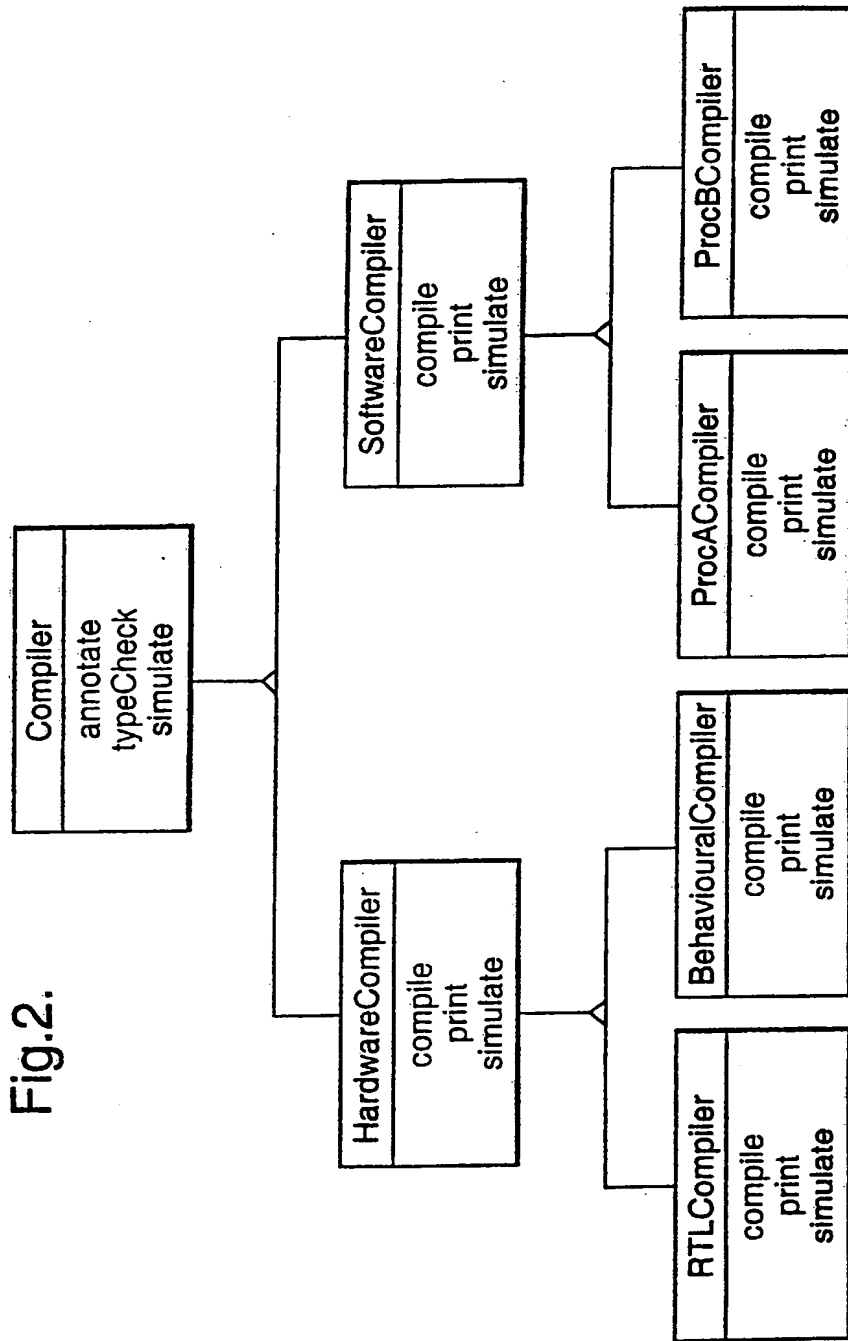 Fig.2.
Compiler
annotate
typeCheck
simulate
HardwareCompiler
compile
print
simulate
SoftwareCompiler
compile
print
simulate
RTLCompiler
compile
print
simulate
BehaviouralCompiler
compile
print
simulate
ProcACompiler
compile
print
simulate
ProcBCompiler
compile
print
simulate